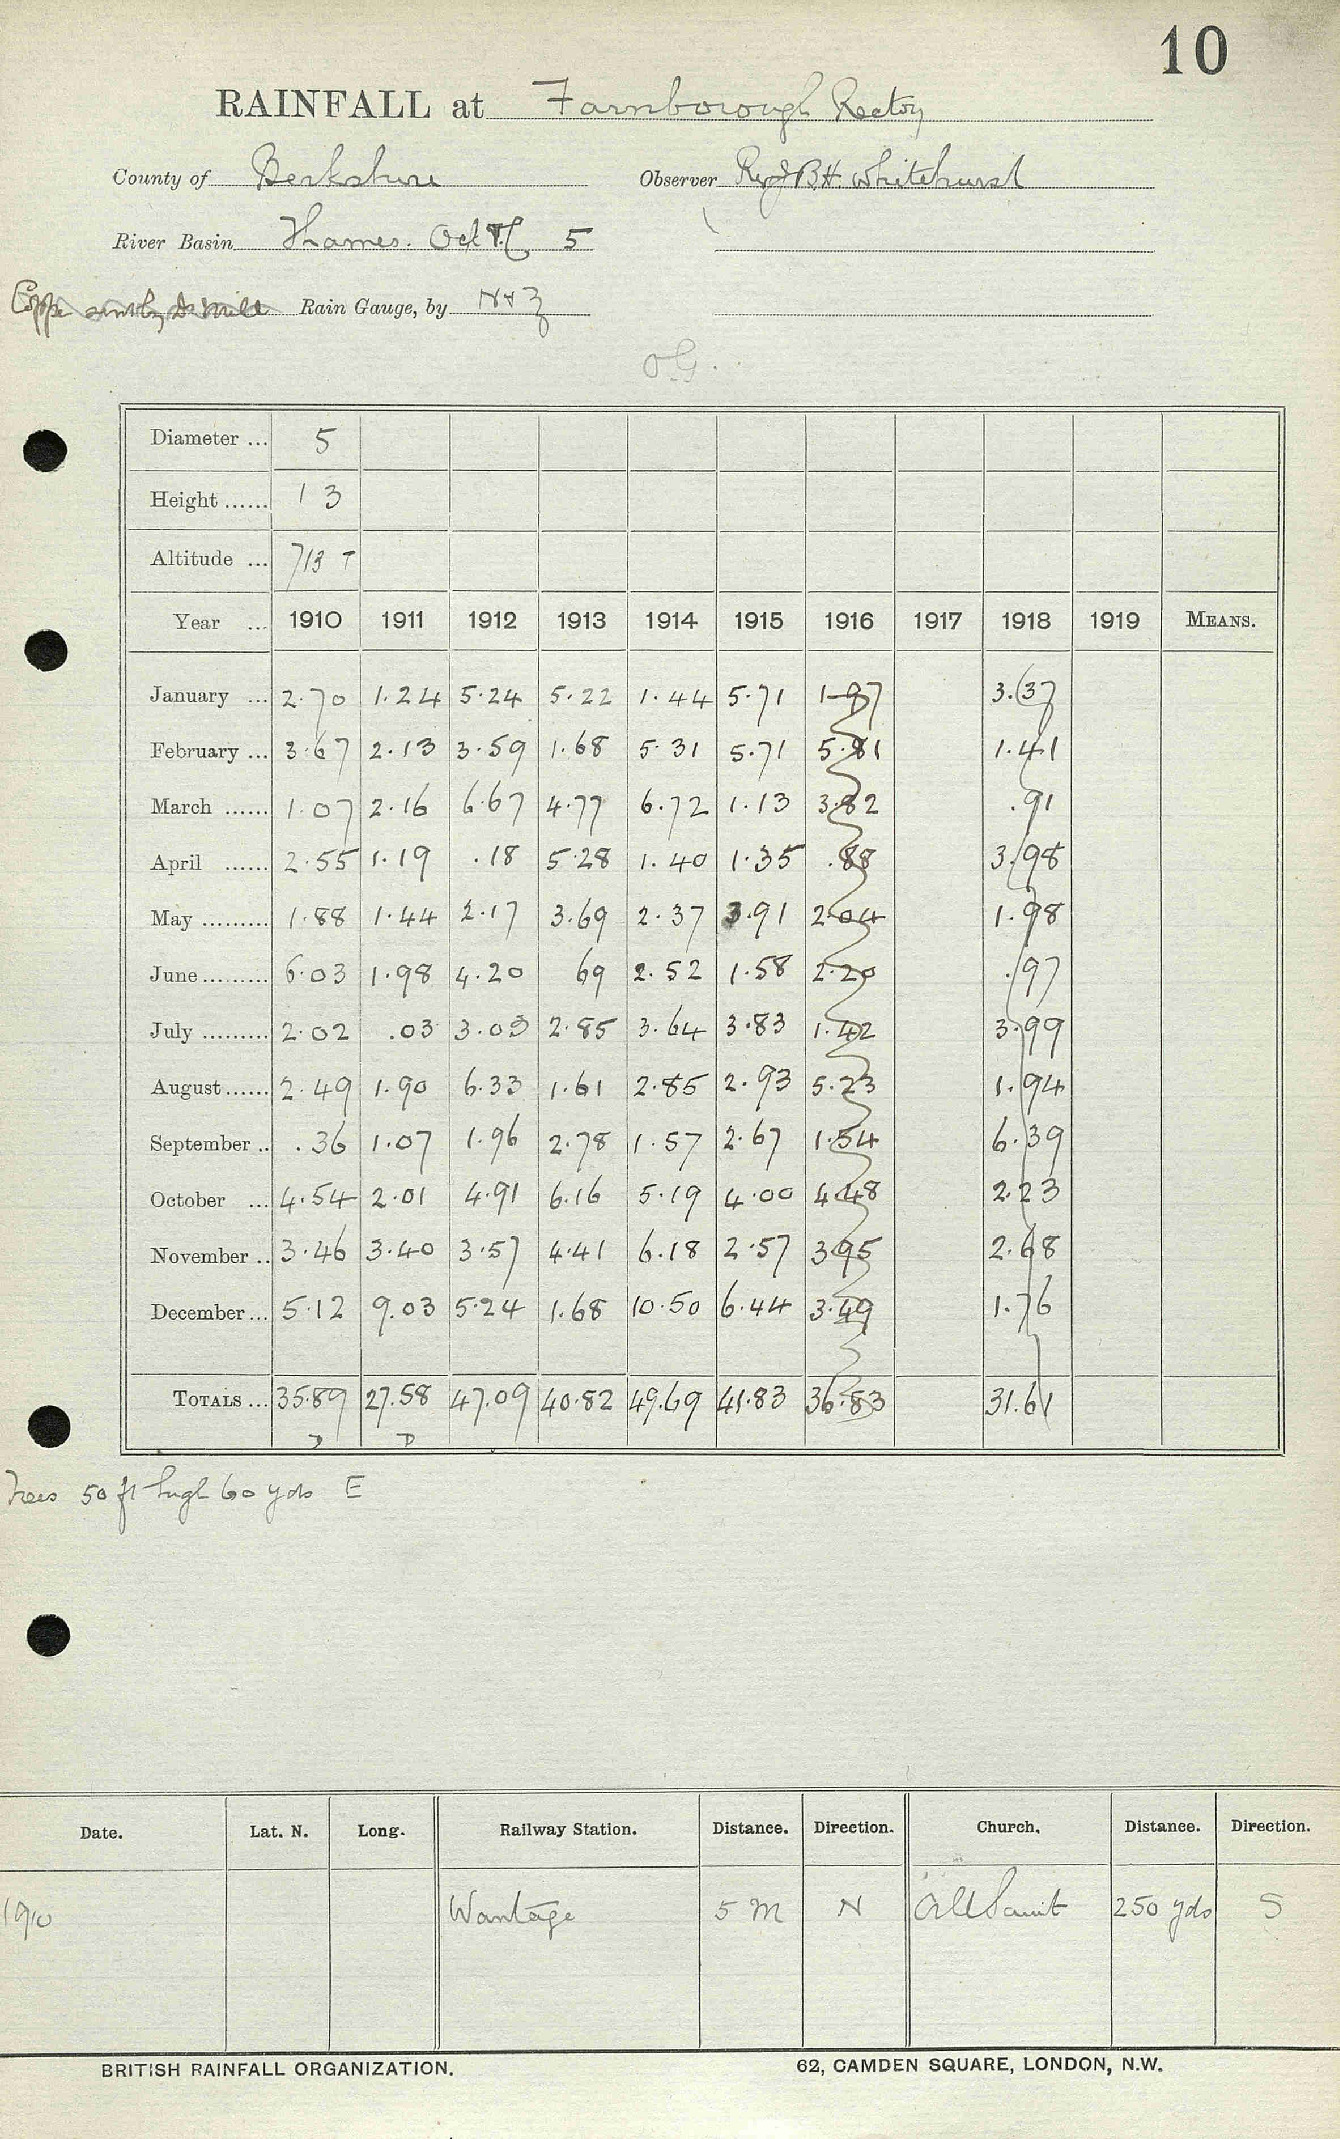 10
RAINFALL at Farnborough Rectory
County of Berkshire Observer Revd B H Whitehurst
River Basin Thames. 5
Rain Gauge, by N+Z
OG.
Diameter ... 5
Height ...... 1 3
Altitude ... 713 T
Year ... 1910 1911 1912 1913 1914 1915 1916 1917 1918 1919 MEANS.
January ... 2.70 1.24 5.24 5.22 1.44 5.71 1.97 3.37
February ... 3.67 2.13 3.59 1.68 5.31 5.71 5.81 1.41
March ...... 1.07 2.16 6.67 4.77 6.72 1.13 3.82 .91
April ...... 2.55 1.19 .18 5.28 1.40 1.35 .88 3.98
May ......... 1.88 1.44 2.17 3.69 2.37 3.91 2.04 1.98
June ......... 6.03 1.98 4.20 69 2.52 1.58 2.20 .97
July ......... 2.02 .03 3.03 2.85 3.64 3.83 1.42 3.99
August ...... 2.49 1.90 6.33 1.61 2.85 2.93 5.23 1.94
September .. .36 1.07 1.96 2.78 1.57 2.67 1.54 6.39
October ... 4.54 2.01 4.91 6.16 5.19 4.00 4.48 2.23
November .. 3.46 3.40 3.57 4.41 6.18 2.57 3.95 2.68
December ... 5.12 9.03 5.24 1.68 10.50 6.44 3.49 1.76
TOTALS ... 35.89 27.58 47.09 40.82 49.69 41.83 36.83 31.61
D D
Trees 50 ft high 60 yds E
Date. Lat. N. Long. Railway Station. Distance. Direction. Church. Distance. Direction.
1910 Wantage 5 m N All Saint 250 yds S
BRITISH RAINFALL ORGANIZATION. 62, CAMDEN SQUARE, LONDON, N.W.